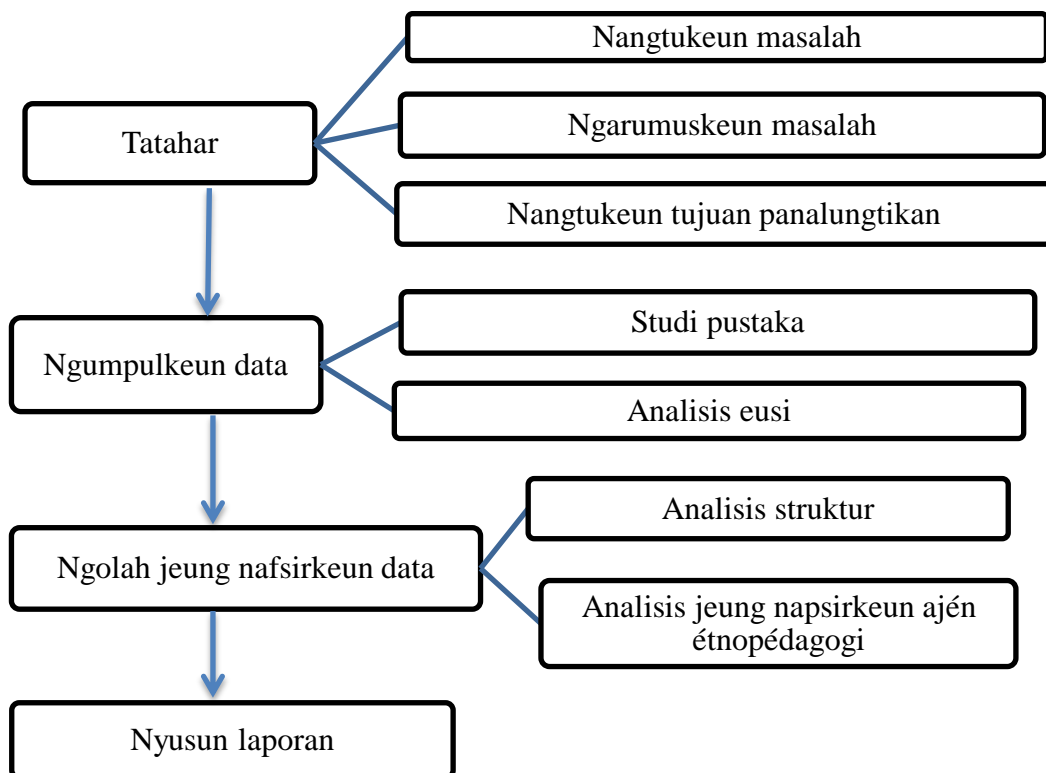 Nangtukeun masalah
Tatahar
Ngarumuskeun masalah
Nangtukeun tujuan panalungtikan
Ngumpulkeun data
Studi pustaka
Analisis eusi
Ngolah jeung nafsirkeun data
Analisis struktur
Analisis jeung napsirkeun ajén
étnopédagogi
Nyusun laporan